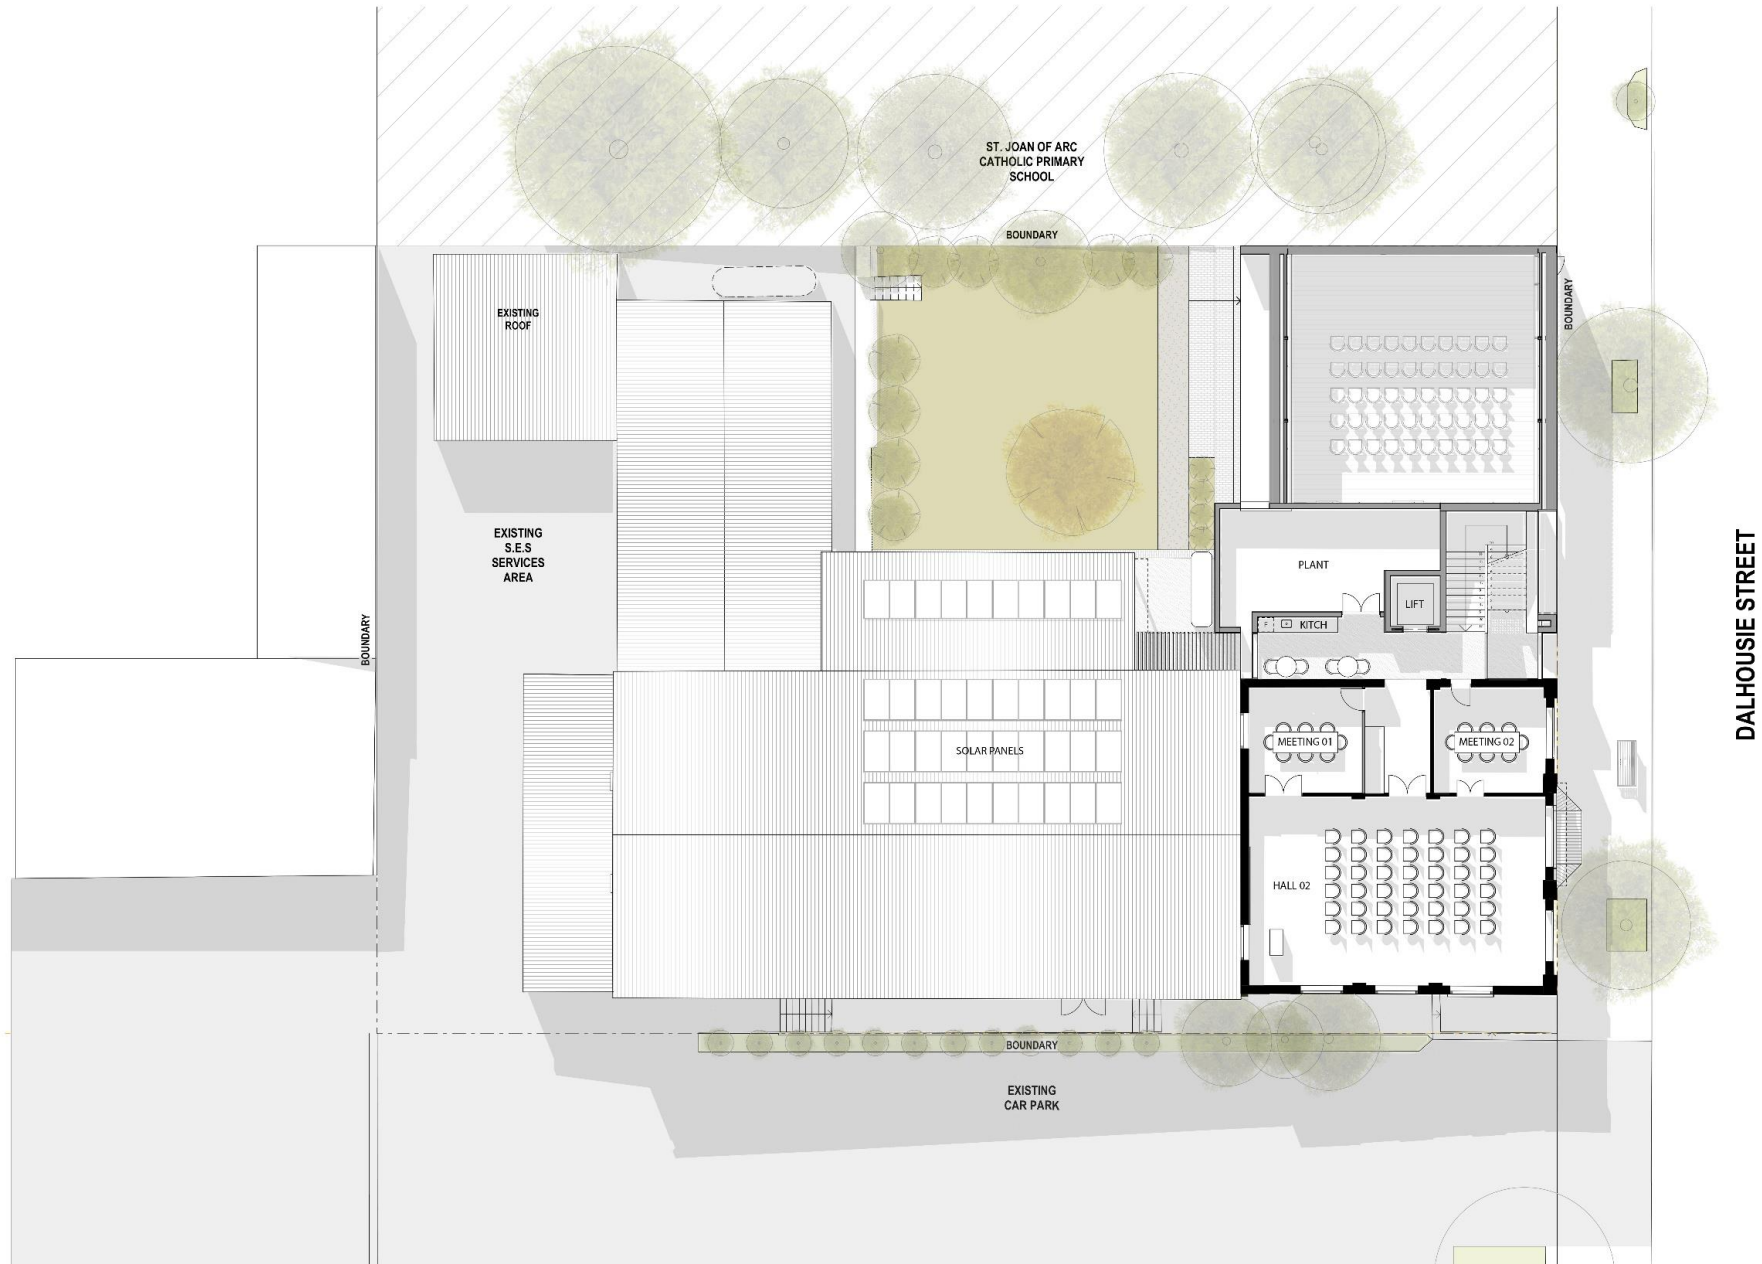 ST. JOAN OF ARC
CATHOLIC PRIMARY
SCHOOL
BOUNDARY
BOUNDARY
EXISTING
ROOF
EXISTING
S.E.S
SERVICES
AREA
PLANT
LIFT
F
KITCH
BOUNDARY
DALHOUSIE STREET
MEETING 01
MEETING 02
SOLAR PANELS
HALL 02
BOUNDARY
EXISTING
CAR PARK